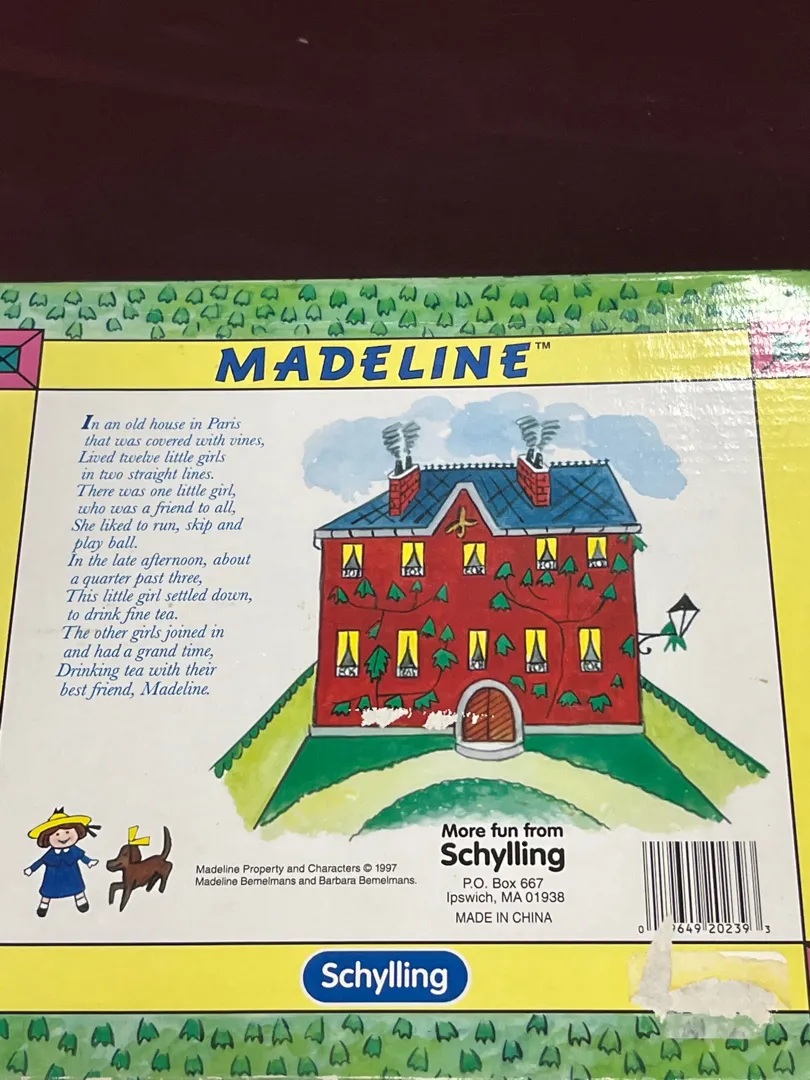 MADELINE™
In an old house in Paris
that was covered with vines,
Lived twelve little girls
in two straight lines.
There was one little girl,
who was a friend to all,
She liked to run, skip and
play ball.
In the late afternoon, about
a quarter past three,
This little girl settled down,
to drink fine tea.
The other girls joined in
and had a grand time,
Drinking tea with their
best friend, Madeline.
Madeline Property and Characters © 1997
Madeline Bemelmans and Barbara Bemelmans.
More fun from
Schylling
P.O. Box 667
Ipswich, MA 01938
MADE IN CHINA
0 9649 20239 3
Schylling